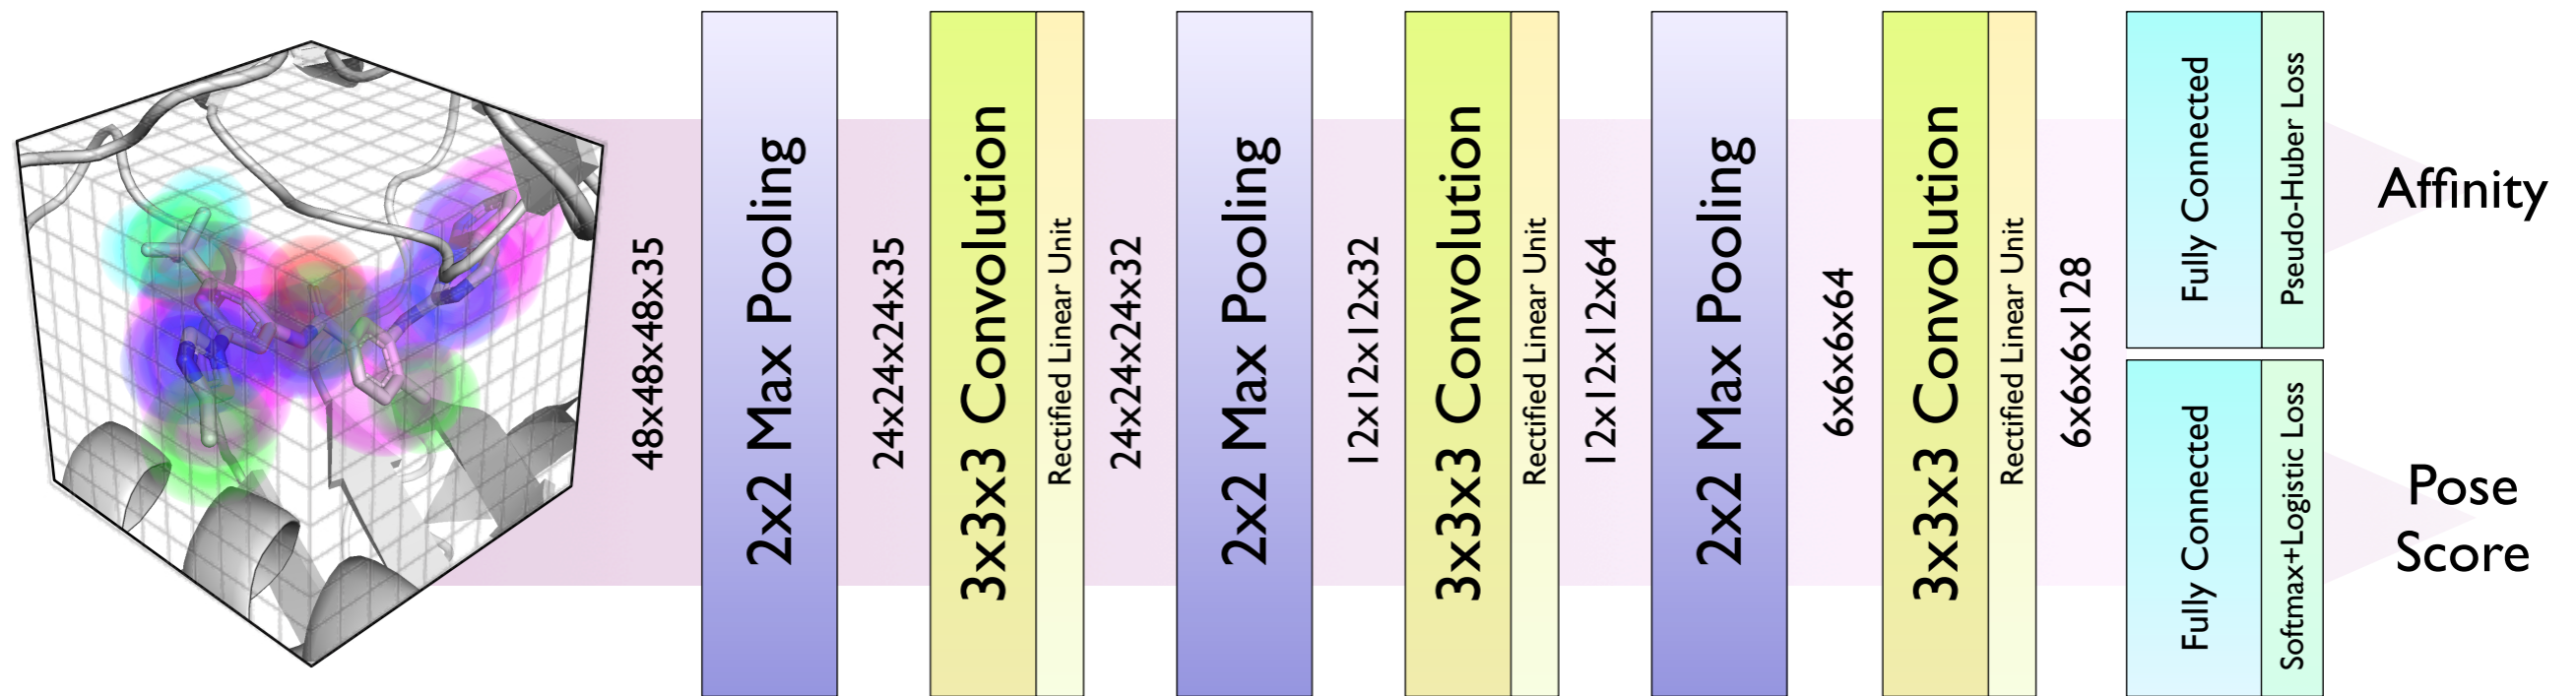 48x48x48x35
2x2 Max Pooling
24x24x24x35
3x3x3 Convolution
Rectified Linear Unit
24x24x24x32
2x2 Max Pooling
12x12x12x32
3x3x3 Convolution
Rectified Linear Unit
12x12x12x64
2x2 Max Pooling
6x6x6x64
3x3x3 Convolution
Rectified Linear Unit
6x6x6x128
Fully Connected
Pseudo-Huber Loss
Affinity
Fully Connected
Softmax+Logistic Loss
Pose
Score